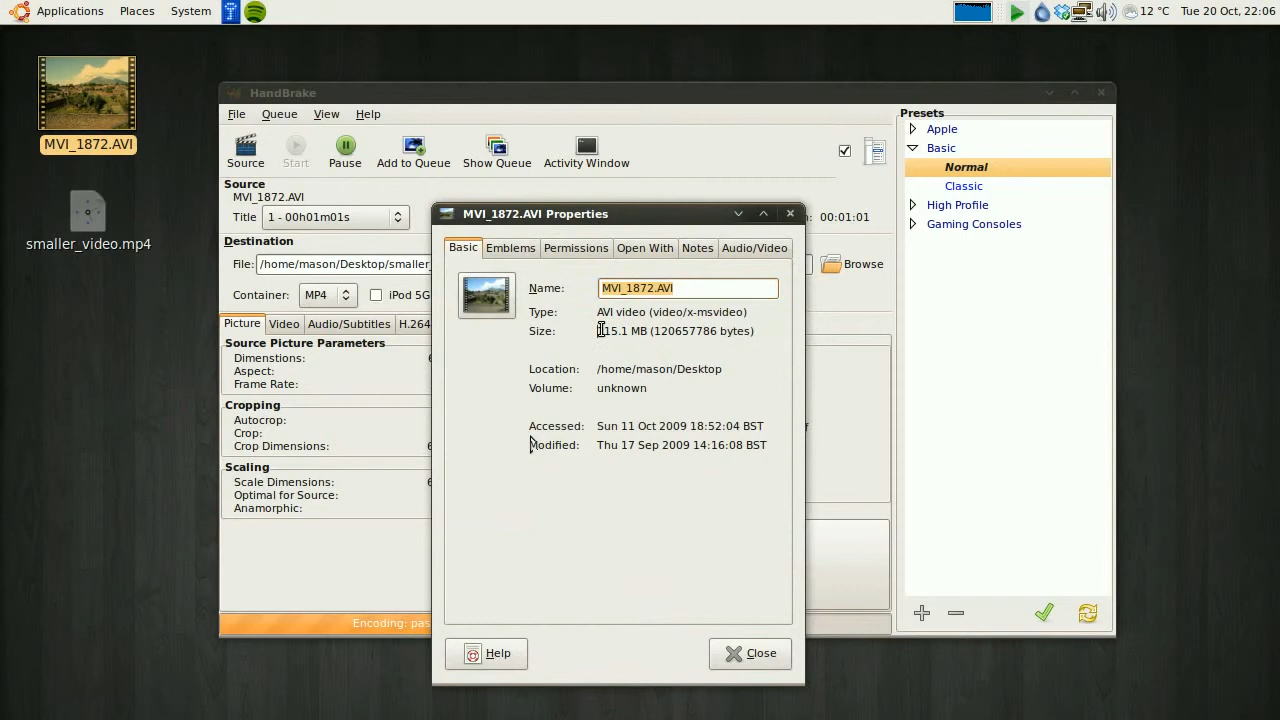 Applications Places System 12 °C Tue 20 Oct, 22:06
MVI_1872.AVI
smaller_video.mp4
HandBrake
File Queue View Help
Source Start Pause Add to Queue Show Queue Activity Window
Source
MVI_1872.AVI
Title 1 - 00h01m01s 00:01:01
Destination
File: /home/mason/Desktop/smaller_ Browse
Container: MP4 iPod 5G
Picture Video Audio/Subtitles H.264
Source Picture Parameters
Dimenstions:
Aspect:
Frame Rate:
Cropping
Autocrop:
Crop:
Crop Dimensions:
Scaling
Scale Dimensions:
Optimal for Source:
Anamorphic:
Encoding:
Presets
Apple
Basic
Normal
Classic
High Profile
Gaming Consoles
MVI_1872.AVI Properties
Basic Emblems Permissions Open With Notes Audio/Video
Name: MVI_1872.AVI
Type: AVI video (video/x-msvideo)
Size: 115.1 MB (120657786 bytes)
Location: /home/mason/Desktop
Volume: unknown
Accessed: Sun 11 Oct 2009 18:52:04 BST
Modified: Thu 17 Sep 2009 14:16:08 BST
Help Close